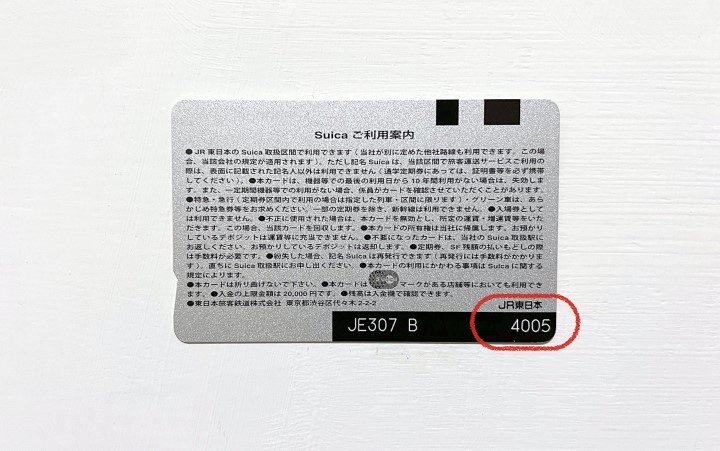 Suica ご利用案内
●JR東日本のSuica取扱区間で利用できます(当社が別に定めた他社路線も利用できます。この場
合、当該会社の規定が適用されます)。ただし記名Suicaは、当該区間で旅客運送サービスご利用の
際は、表面に記載された記名人以外は利用できません(通学定期券にあっては、証明書等を必ず携帯
してください)。●本カードは、機器等での最後の利用日から10年間利用がない場合は、失効しま
す。また、一定期間機器等での利用がない場合、係員がカードを確認させていただくことがあります。
●特急・急行(定期券区間内で利用の場合は指定した列車・区間に限ります)・グリーン車は、あら
かじめ特急券等をお求めください。一部の定期券を除き、新幹線は利用できません。●入場券として
は利用できません。●不正に使用された場合は、本カードを無効とし、所定の運賃・増運賃等をいた
だきます。この場合、当該カードを回収します。●本カードの所有権は当社に帰属します。お預かり
しているデポジットは運賃等に充当できません。●不要になったカードは、当社のSuica取扱駅にお
返しください。お預かりしているデポジットは返却します。●定期券、SF残額の払いもどしの際
は手数料が必要です。●紛失した場合、記名Suicaは再発行できます(再発行には手数料がかかりま
す)。直ちにSuica取扱駅にお申し出ください。●本カードの利用にかかわる事項はSuicaに関する
規定によります。
●本カードは折り曲げないで下さい。●本カードは マークがある店舗等においても利用でき
ます。●入金の上限金額は20,000円です。●残高は入金機で確認できます。
●東日本旅客鉄道株式会社 東京都渋谷区代々木2-2-2
JR東日本
JE307 B 4005